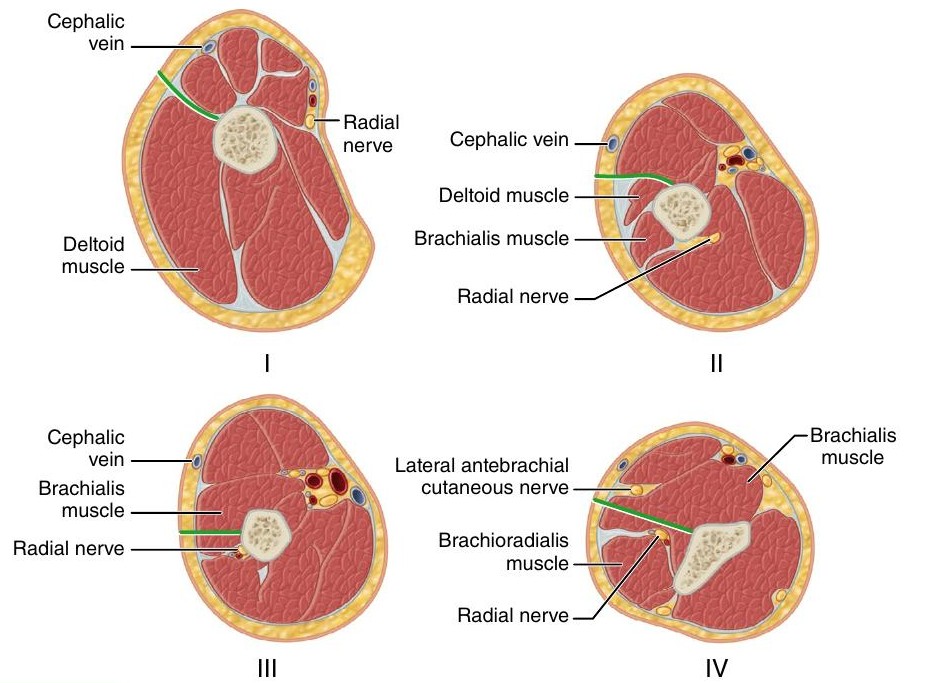 Cephalic
vein
Radial
nerve
Deltoid
muscle
I
Cephalic vein
Deltoid muscle
Brachialis muscle
Radial nerve
II
Cephalic
vein
Brachialis
muscle
Radial nerve
III
Brachialis
muscle
Lateral antebrachial
cutaneous nerve
Brachioradialis
muscle
Radial nerve
IV